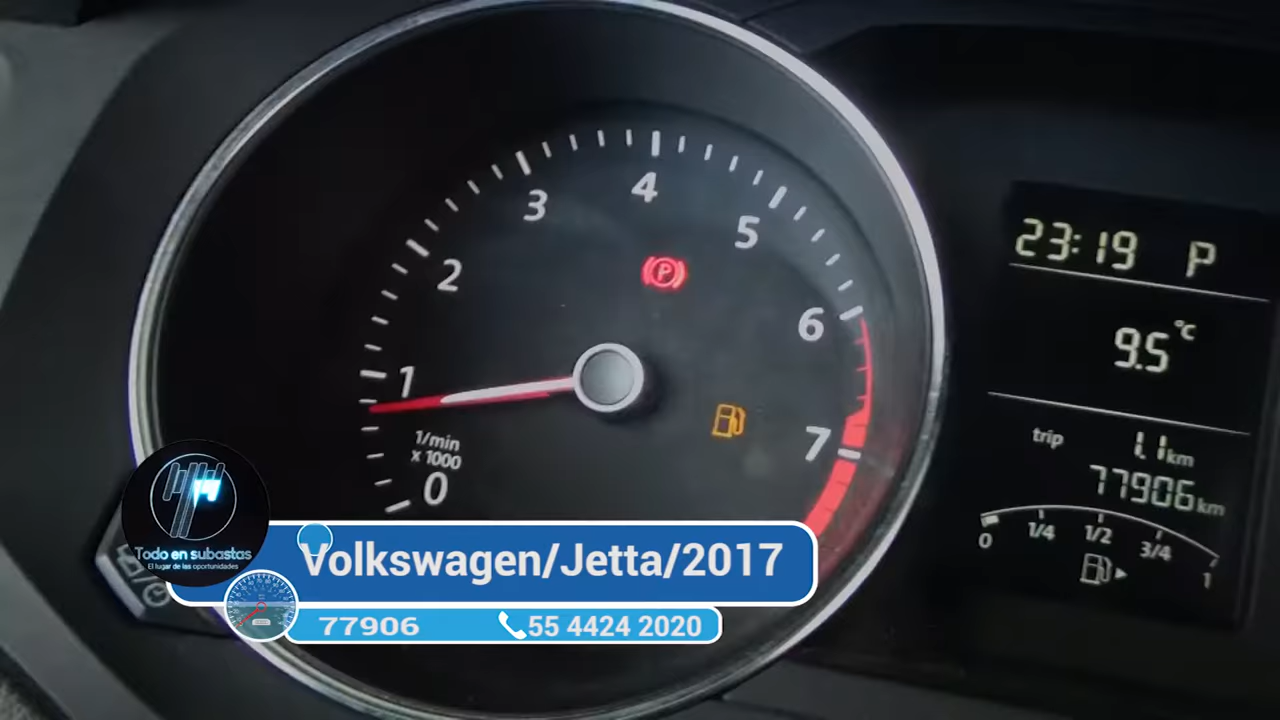 4
3
5
2
6
1
7
1/min
x 1000
0
P
23:19 P
9.5 °C
trip 1.1 km
77906 km
0 1/4 1/2 3/4 1
Todo en subastas
El lugar de las oportunidades
Volkswagen/Jetta/2017
77906 55 4424 2020